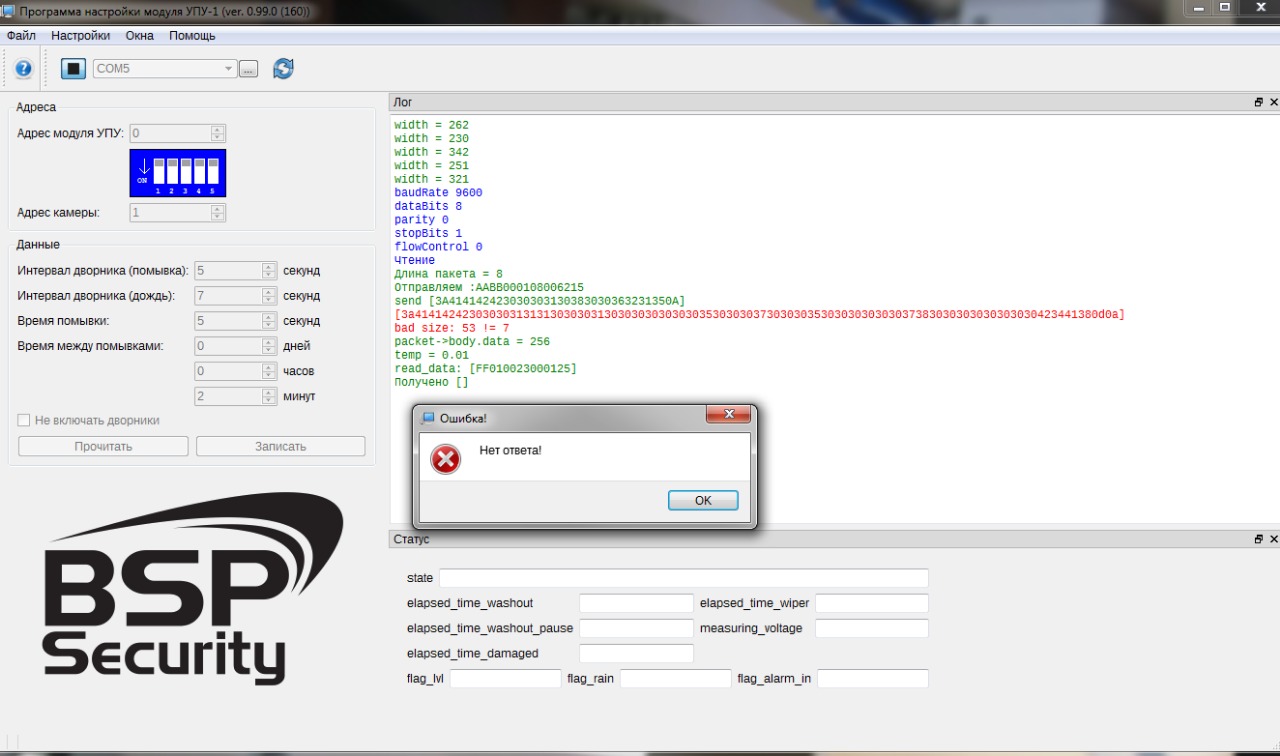 Программа настройки модуля УПУ-1 (ver. 0.99.0 (160))
Файл Настройки Окна Помощь
COM5
...
Адреса
Адрес модуля УПУ: 0
ON
1 2 3 4 5
Адрес камеры: 1
Данные
Интервал дворника (помывка): 5 секунд
Интервал дворника (дождь): 7 секунд
Время помывки: 5 секунд
Время между помывками: 0 дней
0 часов
2 минут
Не включать дворники
Прочитать Записать
BSP
Security
Лог
width = 262
width = 230
width = 342
width = 251
width = 321
baudRate 9600
dataBits 8
parity 0
stopBits 1
flowControl 0
Чтение
Длина пакета = 8
Отправляем :AABB000108006215
send [3A41414242303030313038303030363231350A]
bad size: 53 != 7
packet->body.data = 256
temp = 0.01
read_data: [FF010023000125]
Получено []
Ошибка!
Нет ответа!
OK
Статус
state
elapsed_time_washout elapsed_time_wiper
elapsed_time_washout_pause measuring_voltage
elapsed_time_damaged
flag_lvl flag_rain flag_alarm_in